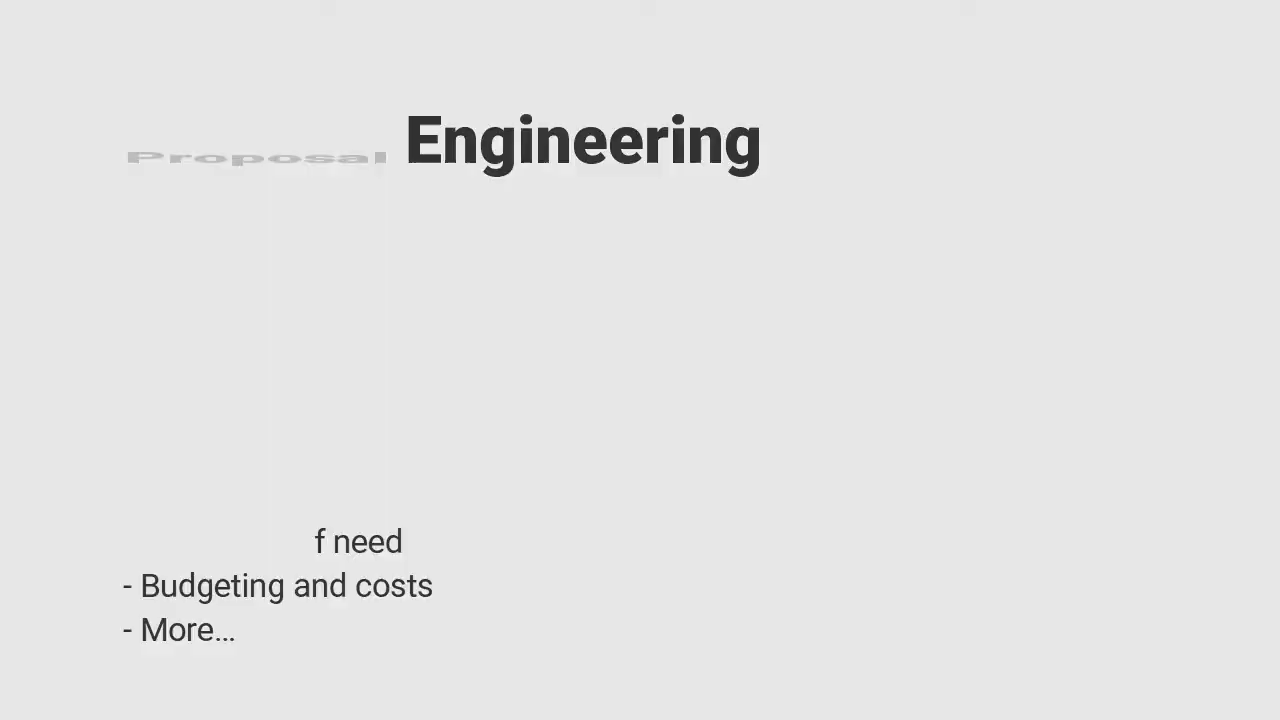 Proposal Engineering
f need
- Budgeting and costs
- More…